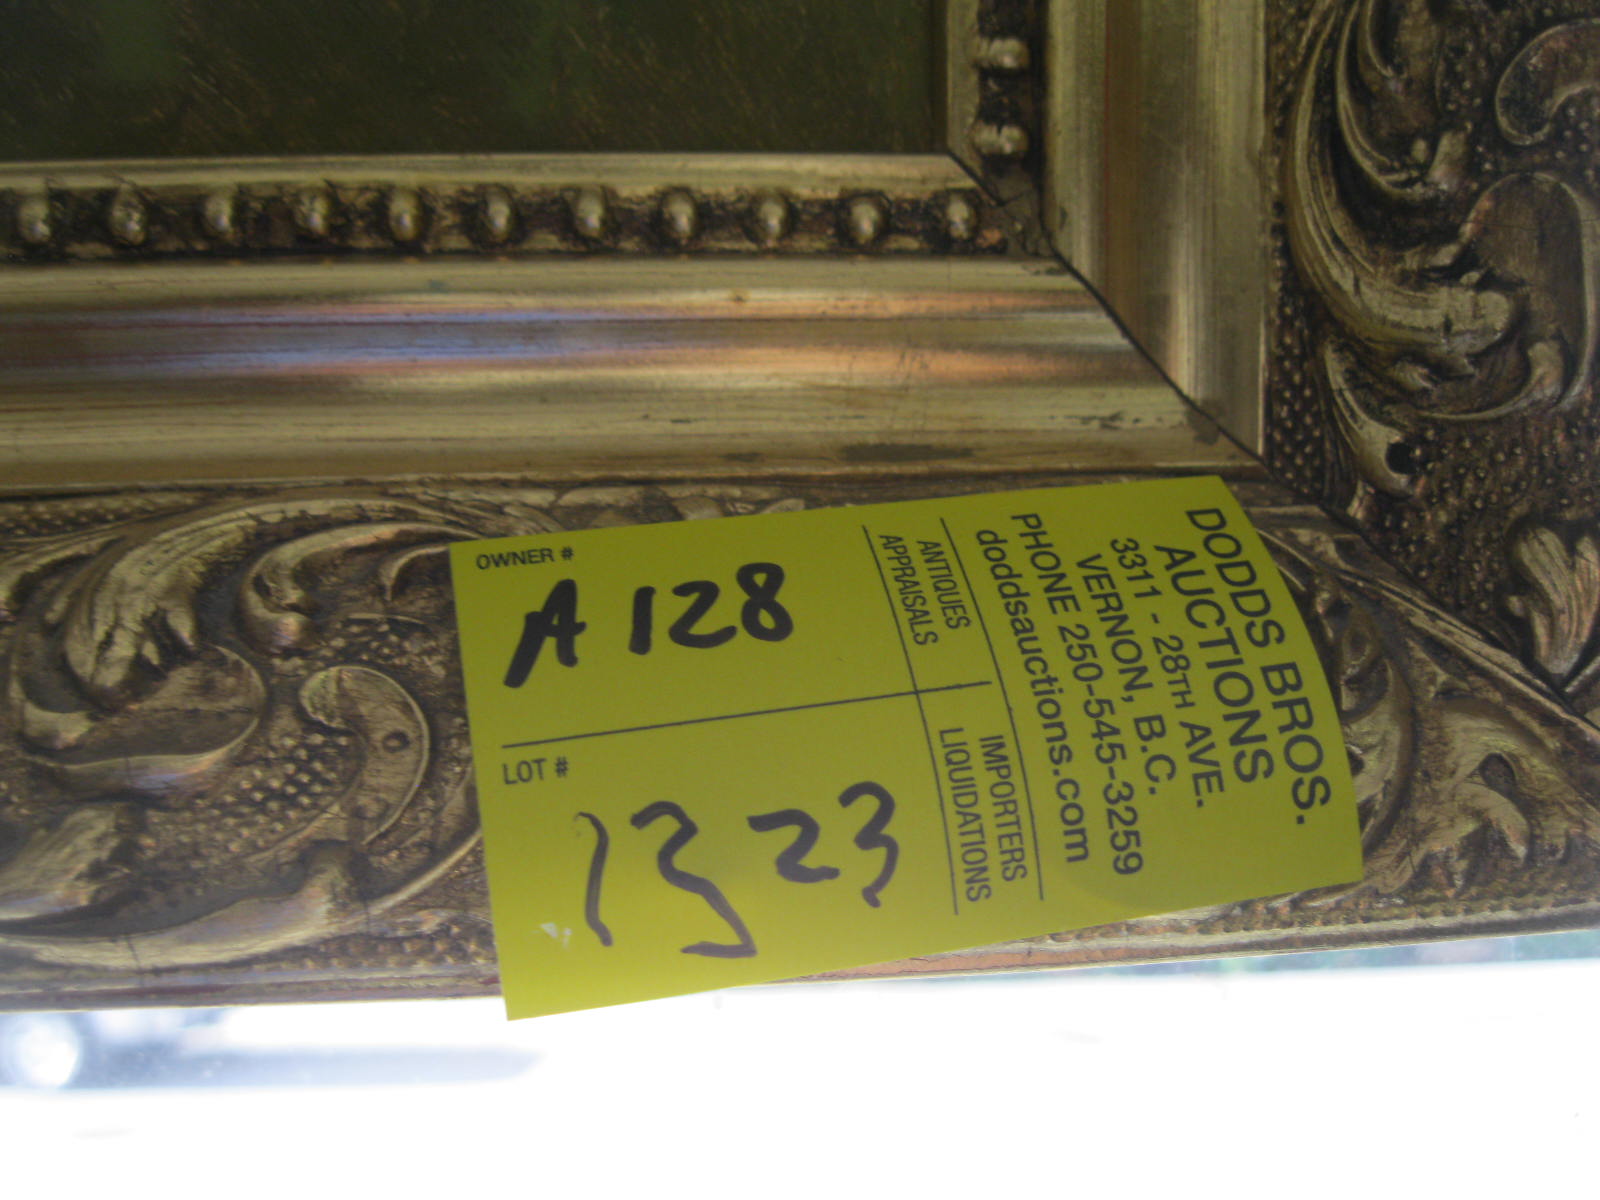 DODDS BROS.
AUCTIONS
3311 - 28TH AVE.
VERNON, B.C.
PHONE 250-545-3259
doddsauctions.com
ANTIQUES
APPRAISALS
IMPORTERS
LIQUIDATIONS
OWNER #
A 128
LOT #